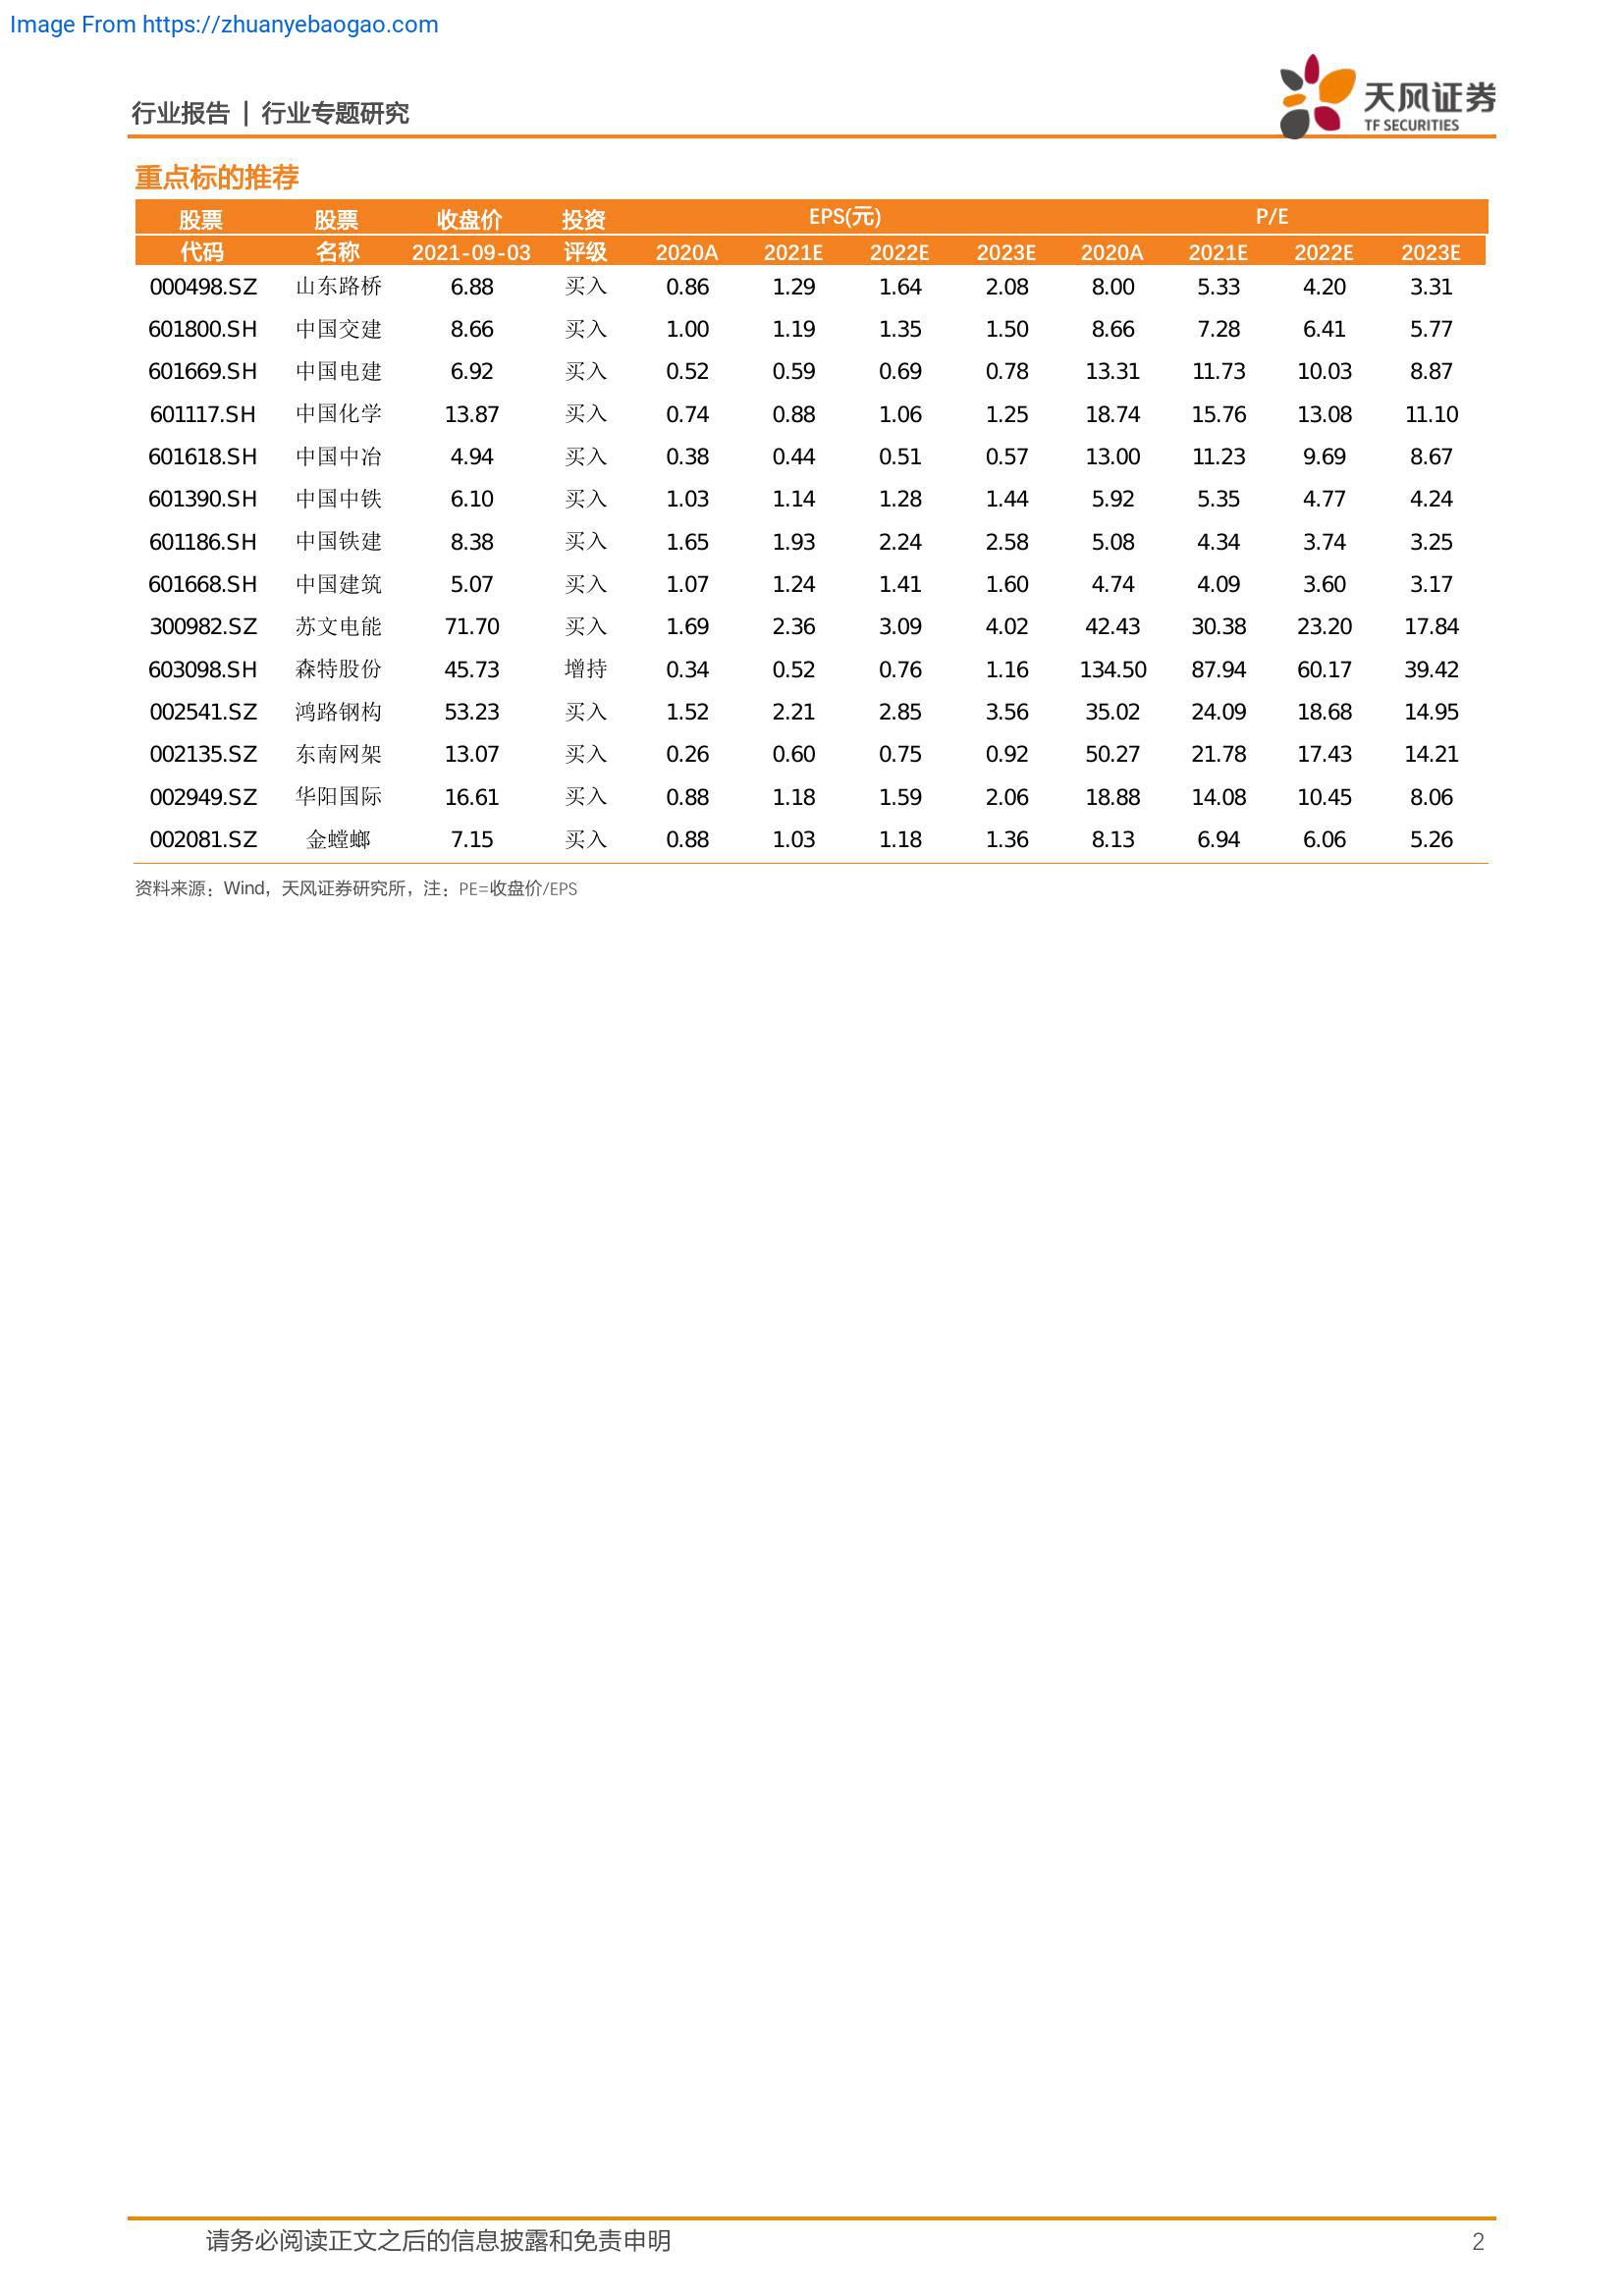 Image From https://zhuanyebaogao.com
行业报告 | 行业专题研究
天风证券
TF SECURITIES
重点标的推荐
股票 股票 收盘价 投资 EPS(元) P/E
代码 名称 2021-09-03 评级 2020A 2021E 2022E 2023E 2020A 2021E 2022E 2023E
000498.SZ 山东路桥 6.88 买入 0.86 1.29 1.64 2.08 8.00 5.33 4.20 3.31
601800.SH 中国交建 8.66 买入 1.00 1.19 1.35 1.50 8.66 7.28 6.41 5.77
601669.SH 中国电建 6.92 买入 0.52 0.59 0.69 0.78 13.31 11.73 10.03 8.87
601117.SH 中国化学 13.87 买入 0.74 0.88 1.06 1.25 18.74 15.76 13.08 11.10
601618.SH 中国中冶 4.94 买入 0.38 0.44 0.51 0.57 13.00 11.23 9.69 8.67
601390.SH 中国中铁 6.10 买入 1.03 1.14 1.28 1.44 5.92 5.35 4.77 4.24
601186.SH 中国铁建 8.38 买入 1.65 1.93 2.24 2.58 5.08 4.34 3.74 3.25
601668.SH 中国建筑 5.07 买入 1.07 1.24 1.41 1.60 4.74 4.09 3.60 3.17
300982.SZ 苏文电能 71.70 买入 1.69 2.36 3.09 4.02 42.43 30.38 23.20 17.84
603098.SH 森特股份 45.73 增持 0.34 0.52 0.76 1.16 134.50 87.94 60.17 39.42
002541.SZ 鸿路钢构 53.23 买入 1.52 2.21 2.85 3.56 35.02 24.09 18.68 14.95
002135.SZ 东南网架 13.07 买入 0.26 0.60 0.75 0.92 50.27 21.78 17.43 14.21
002949.SZ 华阳国际 16.61 买入 0.88 1.18 1.59 2.06 18.88 14.08 10.45 8.06
002081.SZ 金螳螂 7.15 买入 0.88 1.03 1.18 1.36 8.13 6.94 6.06 5.26
资料来源：Wind，天风证券研究所，注：PE=收盘价/EPS
请务必阅读正文之后的信息披露和免责申明 2